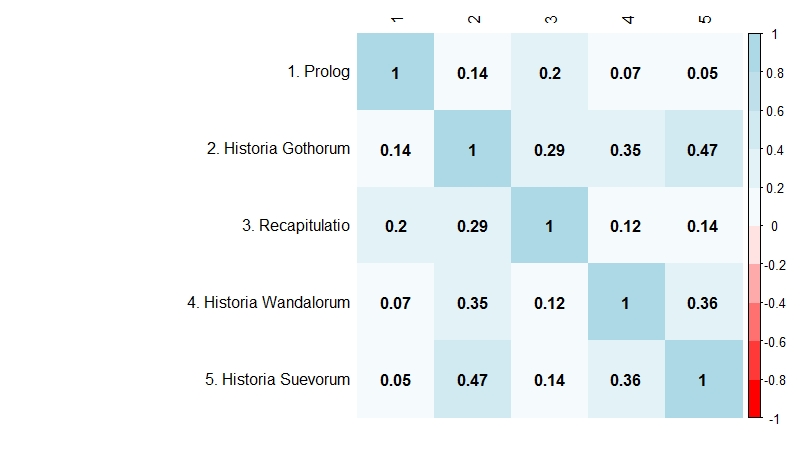 1 2 3 4 5
1. Prolog 1 0.14 0.2 0.07 0.05
2. Historia Gothorum 0.14 1 0.29 0.35 0.47
3. Recapitulatio 0.2 0.29 1 0.12 0.14
4. Historia Wandalorum 0.07 0.35 0.12 1 0.36
5. Historia Suevorum 0.05 0.47 0.14 0.36 1
1
0.8
0.6
0.4
0.2
0
-0.2
-0.4
-0.6
-0.8
-1